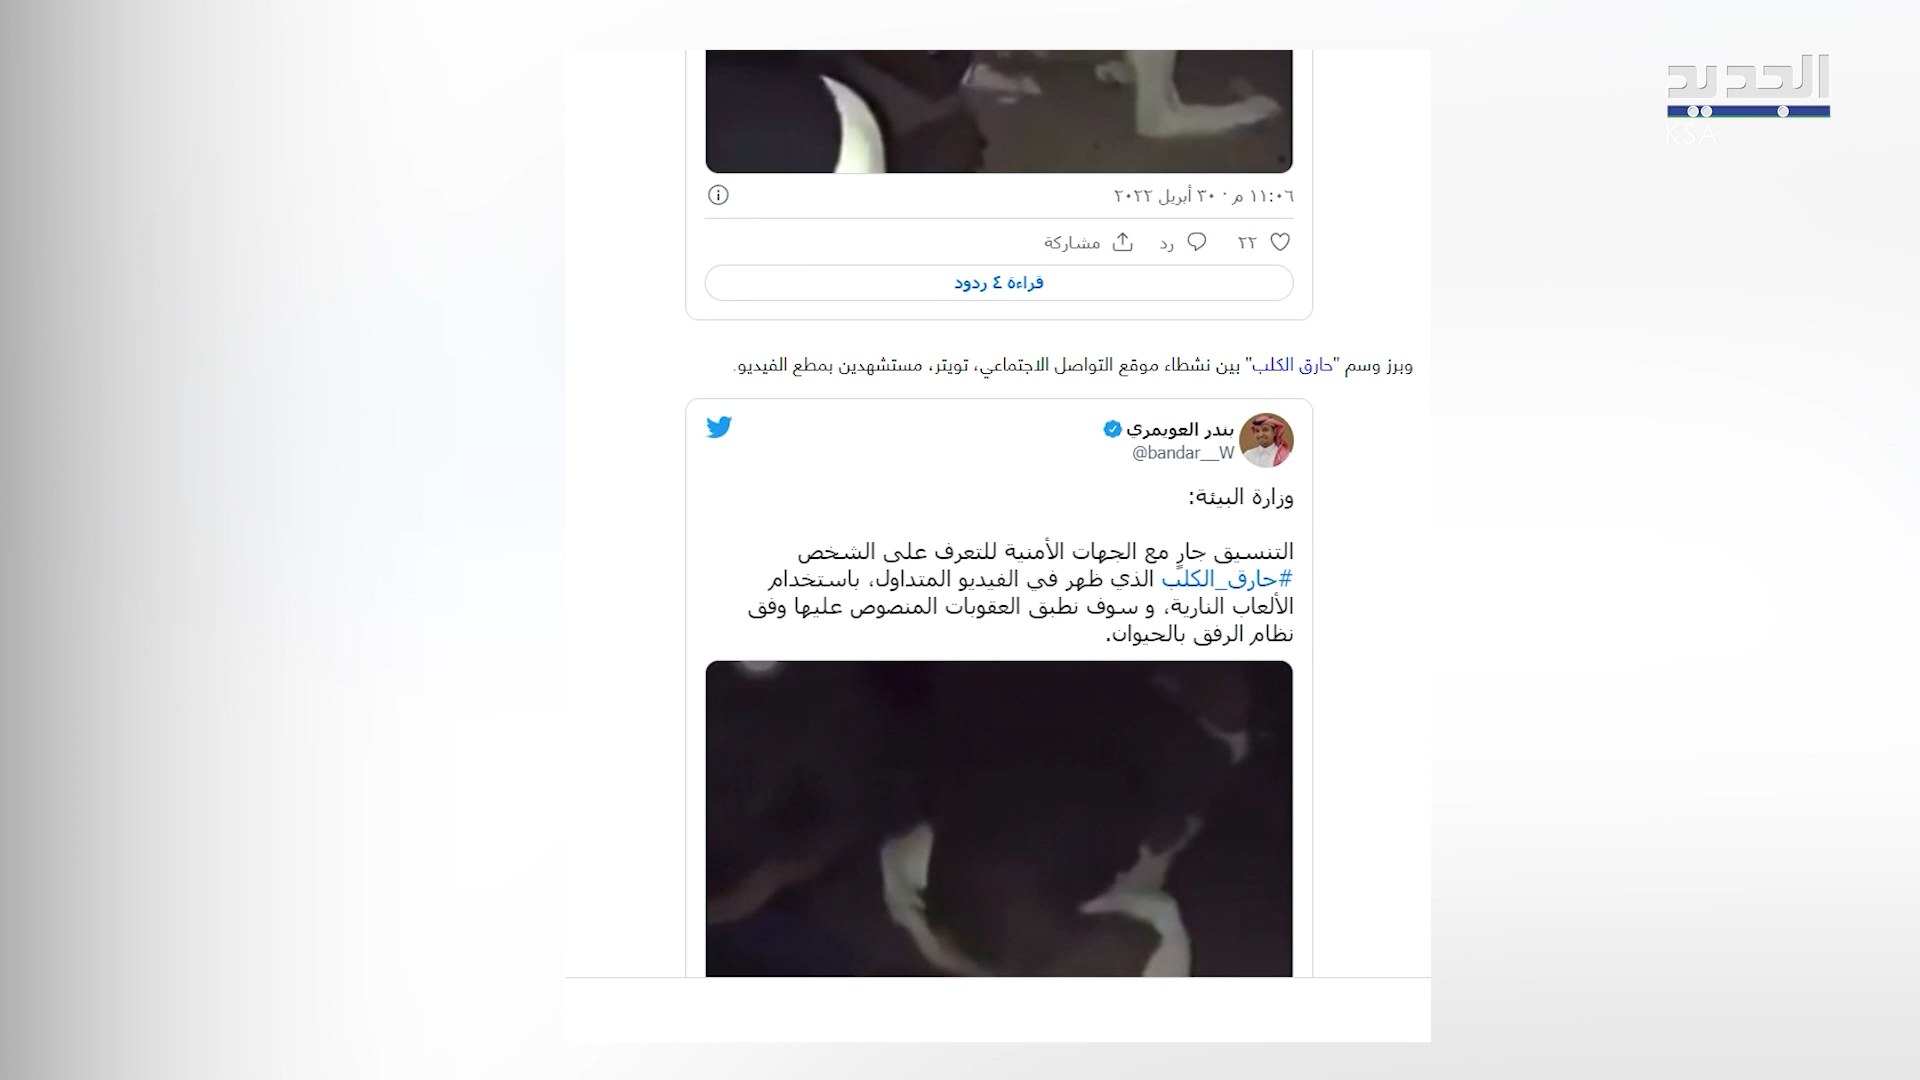 الجديد
KSA
١١:٠٦ م · ٣٠ أبريل ٢٠٢٢
٢٢ رد مشاركة
قراءة ٤ ردود
وبرز وسم "حارق الكلب" بين نشطاء موقع التواصل الاجتماعي، تويتر، مستشهدين بمطع الفيديو.
بندر العويمري
@bandar__W
وزارة البيئة:
التنسيق جارٍ مع الجهات الأمنية للتعرف على الشخص
#حارق_الكلب الذي ظهر في الفيديو المتداول، باستخدام
الألعاب النارية، و سوف نطبق العقوبات المنصوص عليها وفق
نظام الرفق بالحيوان.